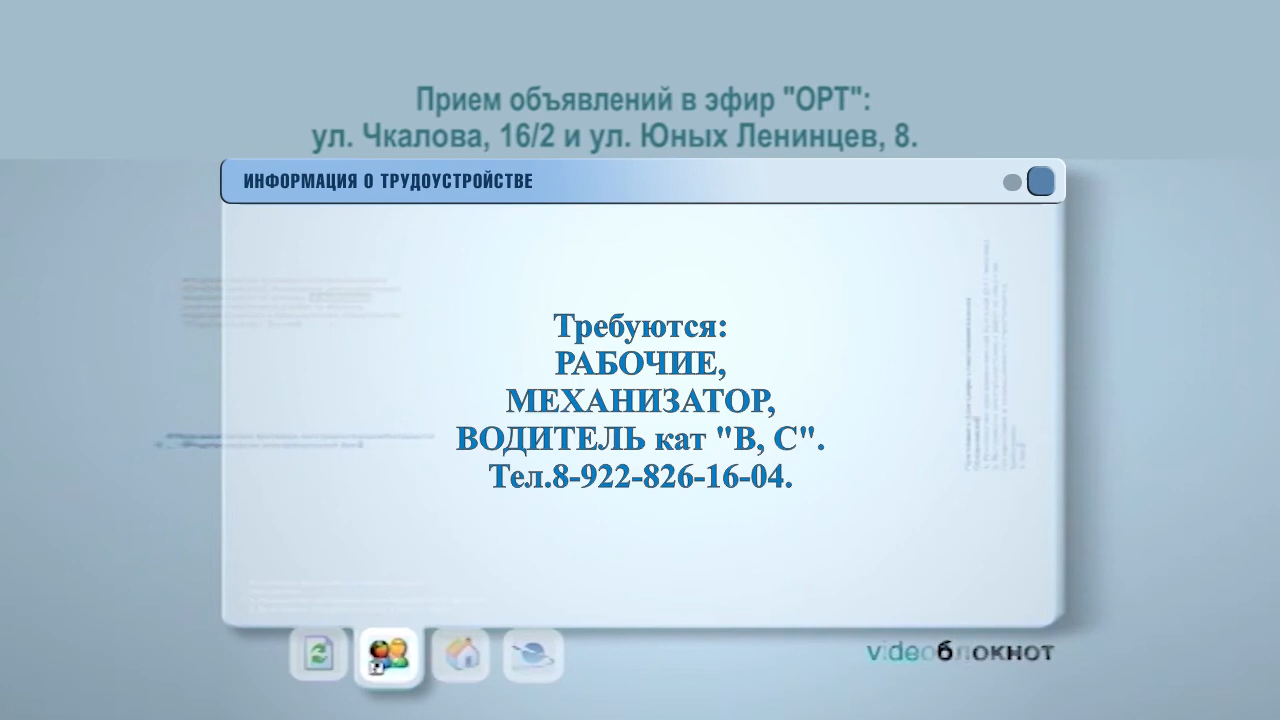 Прием объявлений в эфир "ОРТ":
ул. Чкалова, 16/2 и ул. Юных Ленинцев, 8.
ИНФОРМАЦИЯ О ТРУДОУСТРОЙСТВЕ
Требуются:
РАБОЧИЕ,
МЕХАНИЗАТОР,
ВОДИТЕЛЬ кат "В, С".
Тел.8-922-826-16-04.
videoблокнот